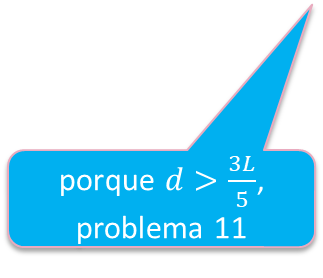 porque 𝑑 > 3𝐿/5,
problema 11